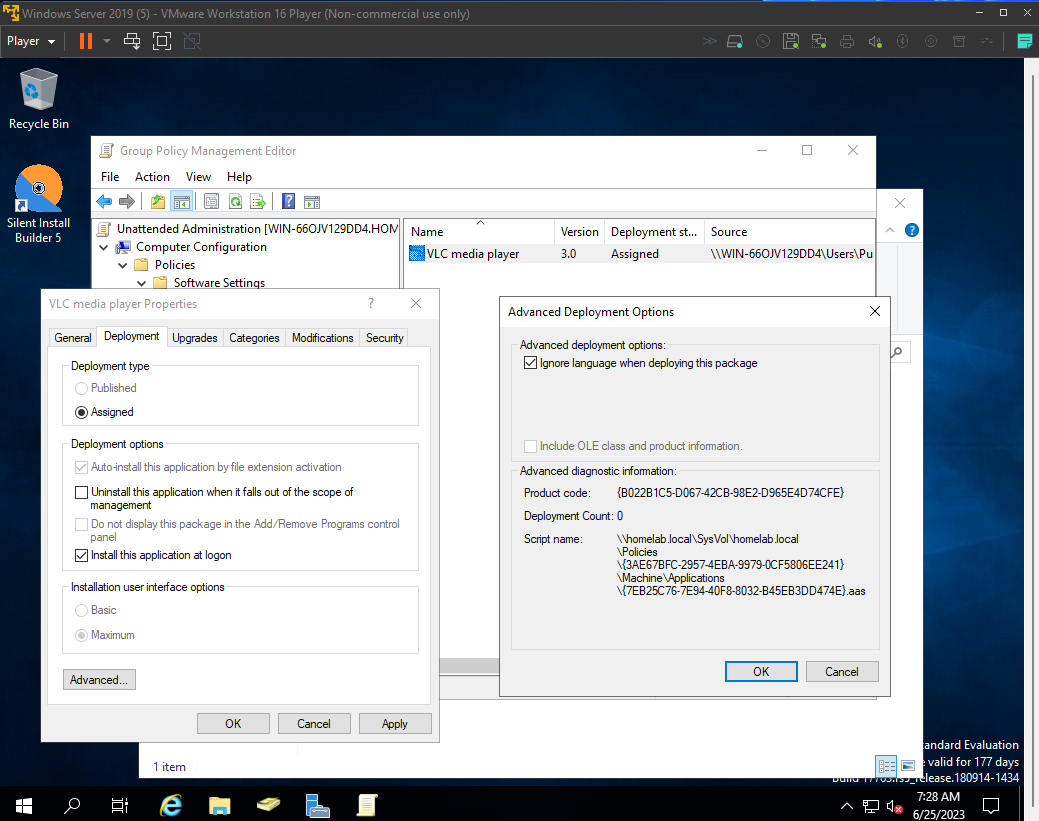 Windows Server 2019 (5) - VMware Workstation 16 Player (Non-commercial use only)
Player
Recycle Bin
Silent Install
Builder 5
Group Policy Management Editor
File Action View Help
Unattended Administration [WIN-66OJV129DD4.HOM
Computer Configuration
Policies
Software Settings
Name Version Deployment st... Source
VLC media player 3.0 Assigned \\WIN-66OJV129DD4\Users\Pu
VLC media player Properties
General Deployment Upgrades Categories Modifications Security
Deployment type
Published
Assigned
Deployment options
Auto-install this application by file extension activation
Uninstall this application when it falls out of the scope of
management
Do not display this package in the Add/Remove Programs control
panel
Install this application at logon
Installation user interface options
Basic
Maximum
Advanced...
OK Cancel Apply
Advanced Deployment Options
Advanced deployment options:
Ignore language when deploying this package
Include OLE class and product information.
Advanced diagnostic information:
Product code: {B022B1C5-D067-42CB-98E2-D965E4D74CFE}
Deployment Count: 0
Script name: \\homelab.local\SysVol\homelab.local
\Policies
\{3AE67BFC-2957-4EBA-9979-0CF5806EE241}
\Machine\Applications
\{7EB25C76-7E94-40F8-8032-B45EB3DD474E}.aas
OK Cancel
1 item
tandard Evaluation
e valid for 177 days
Build 17763.rs5_release.180914-1434
7:28 AM
6/25/2023